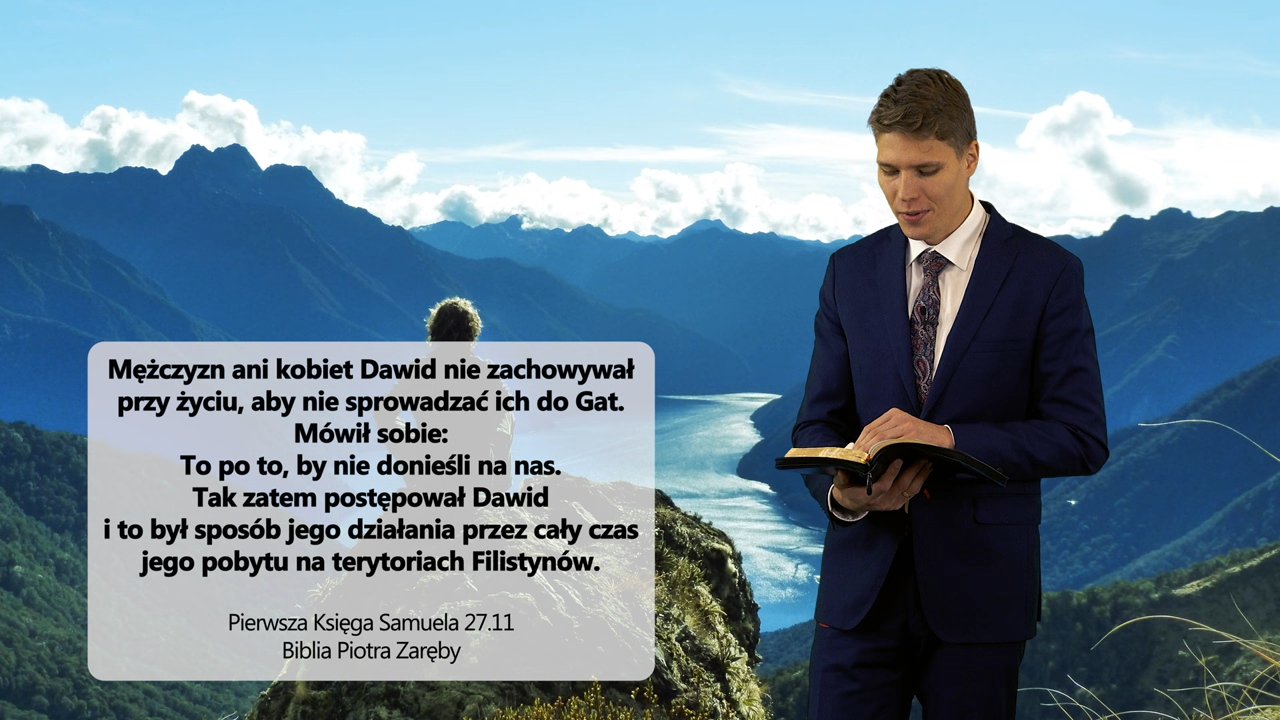 Mężczyzn ani kobiet Dawid nie zachowywał
przy życiu, aby nie sprowadzać ich do Gat.
Mówił sobie:
To po to, by nie donieśli na nas.
Tak zatem postępował Dawid
i to był sposób jego działania przez cały czas
jego pobytu na terytoriach Filistynów.
Pierwsza Księga Samuela 27.11
Biblia Piotra Zaręby